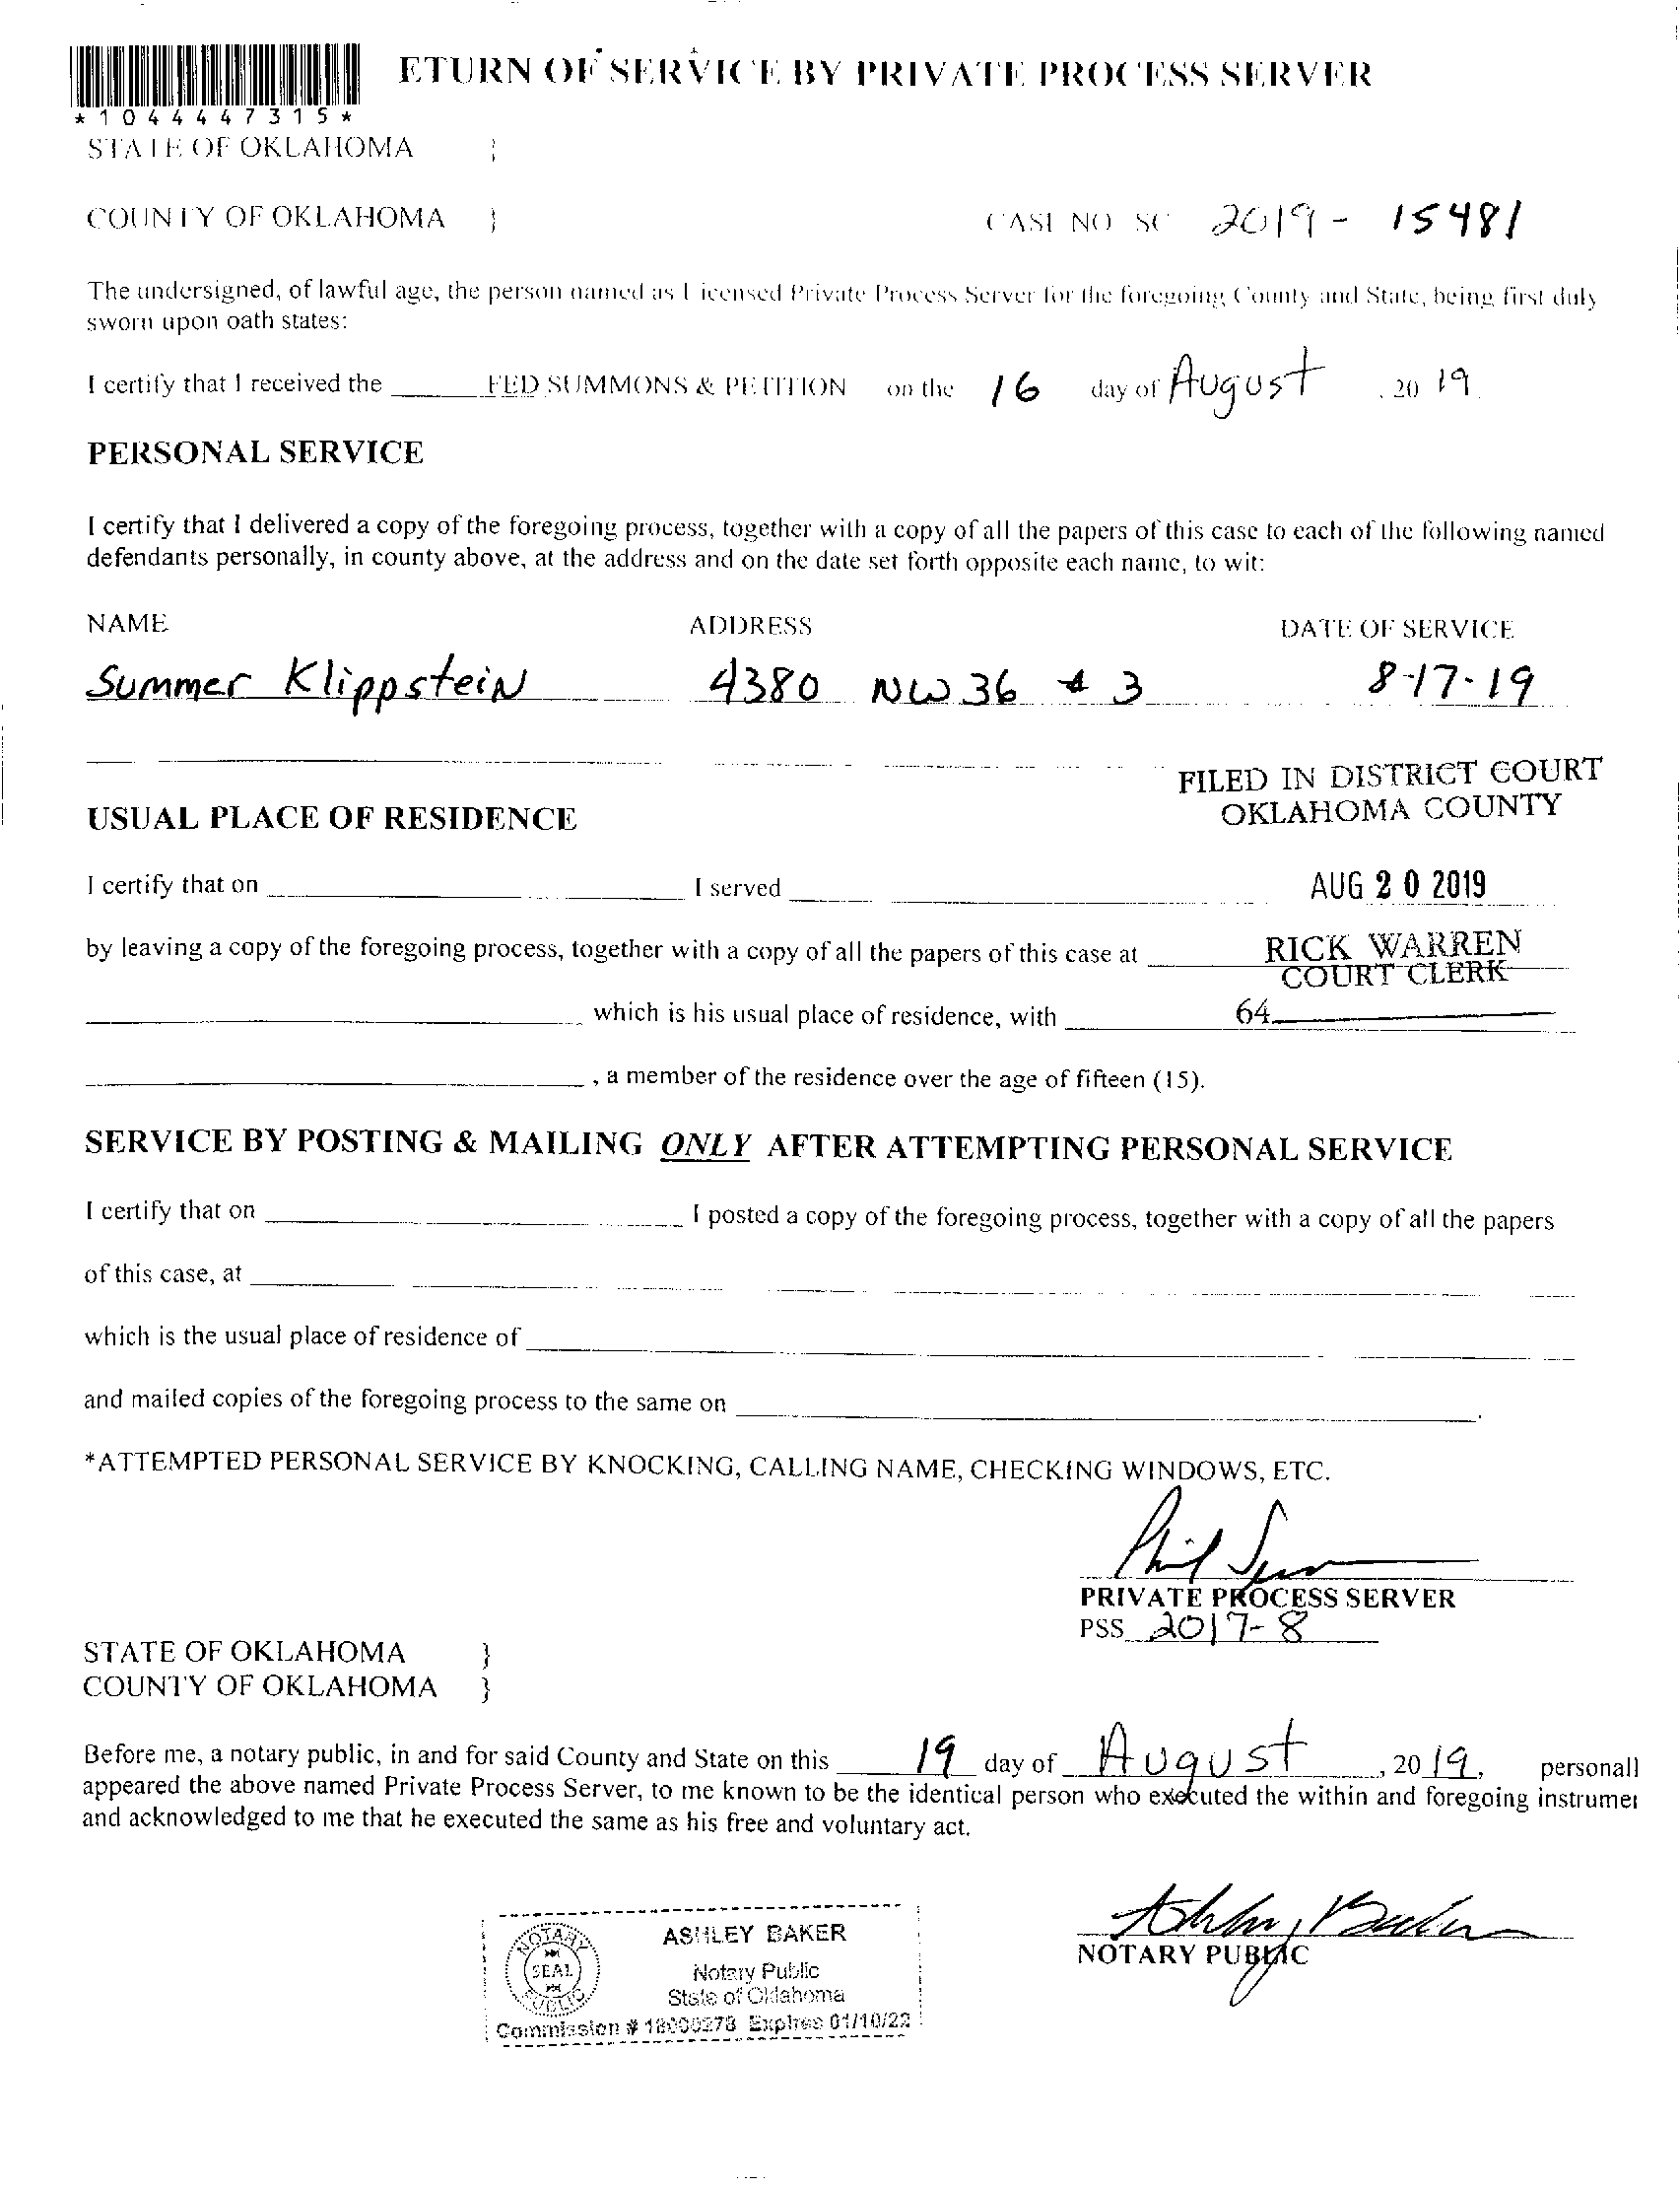 ETURN OF SERVICE BY PRIVATE PROCESS SERVER
*1044447315*
STATE OF OKLAHOMA }
COUNTY OF OKLAHOMA } CASE NO SC 2019 - 15481
The undersigned, of lawful age, the person named as Licensed Private Process Server for the foregoing County and State, being first duly
sworn upon oath states:
I certify that I received the FED SUMMONS & PETITION on the 16 day of August , 20 19.
PERSONAL SERVICE
I certify that I delivered a copy of the foregoing process, together with a copy of all the papers of this case to each of the following named
defendants personally, in county above, at the address and on the date set forth opposite each name, to wit:
NAME ADDRESS DATE OF SERVICE
Summer Klippstein 4380 NW 36 # 3 8-17-19
FILED IN DISTRICT COURT
OKLAHOMA COUNTY
USUAL PLACE OF RESIDENCE
I certify that on I served AUG 20 2019
by leaving a copy of the foregoing process, together with a copy of all the papers of this case at RICK WARREN
COURT CLERK
which is his usual place of residence, with 64
, a member of the residence over the age of fifteen (15).
SERVICE BY POSTING & MAILING ONLY AFTER ATTEMPTING PERSONAL SERVICE
I certify that on I posted a copy of the foregoing process, together with a copy of all the papers
of this case, at
which is the usual place of residence of
and mailed copies of the foregoing process to the same on .
*ATTEMPTED PERSONAL SERVICE BY KNOCKING, CALLING NAME, CHECKING WINDOWS, ETC.
Phil
PRIVATE PROCESS SERVER
PSS 2017-8
STATE OF OKLAHOMA }
COUNTY OF OKLAHOMA }
Before me, a notary public, in and for said County and State on this 19 day of August , 20 19, personall
appeared the above named Private Process Server, to me known to be the identical person who executed the within and foregoing instrumen
and acknowledged to me that he executed the same as his free and voluntary act.
Ashley Baker
NOTARY PUBLIC
NOTARY SEAL PUBLIC
ASHLEY BAKER
Notary Public
State of Oklahoma
Commission # 18000278 Expires 01/10/22